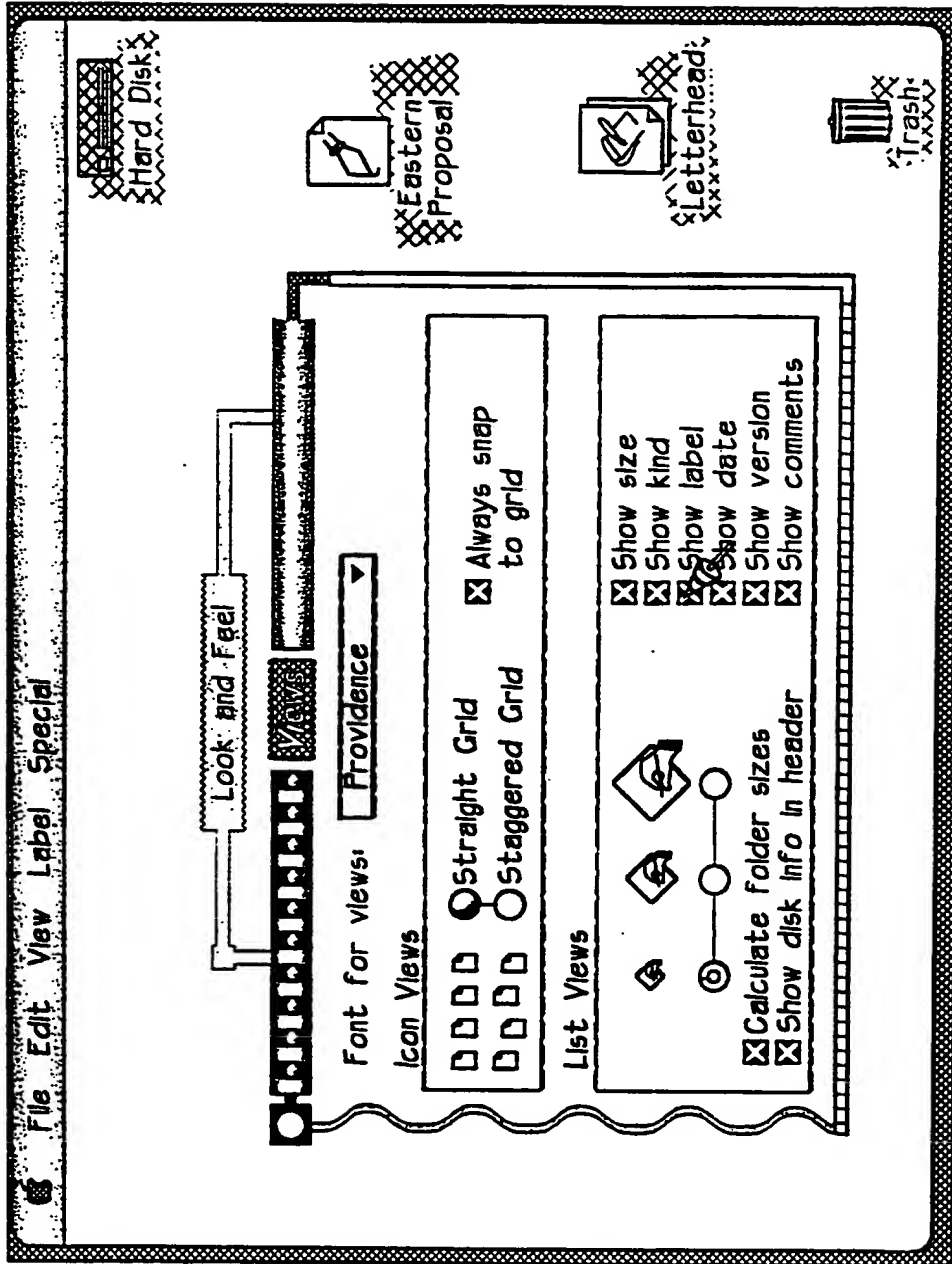 File Edit View Label Special
Hard Disk
Look and Feel
Views
Font for views: Providence
Eastern
Proposal
Icon Views
Straight Grid
Staggered Grid
Always snap
to grid
Letterhead
List Views
Show size
Show kind
Show label
Show date
Show version
Show comments
Calculate folder sizes
Show disk info in header
Trash